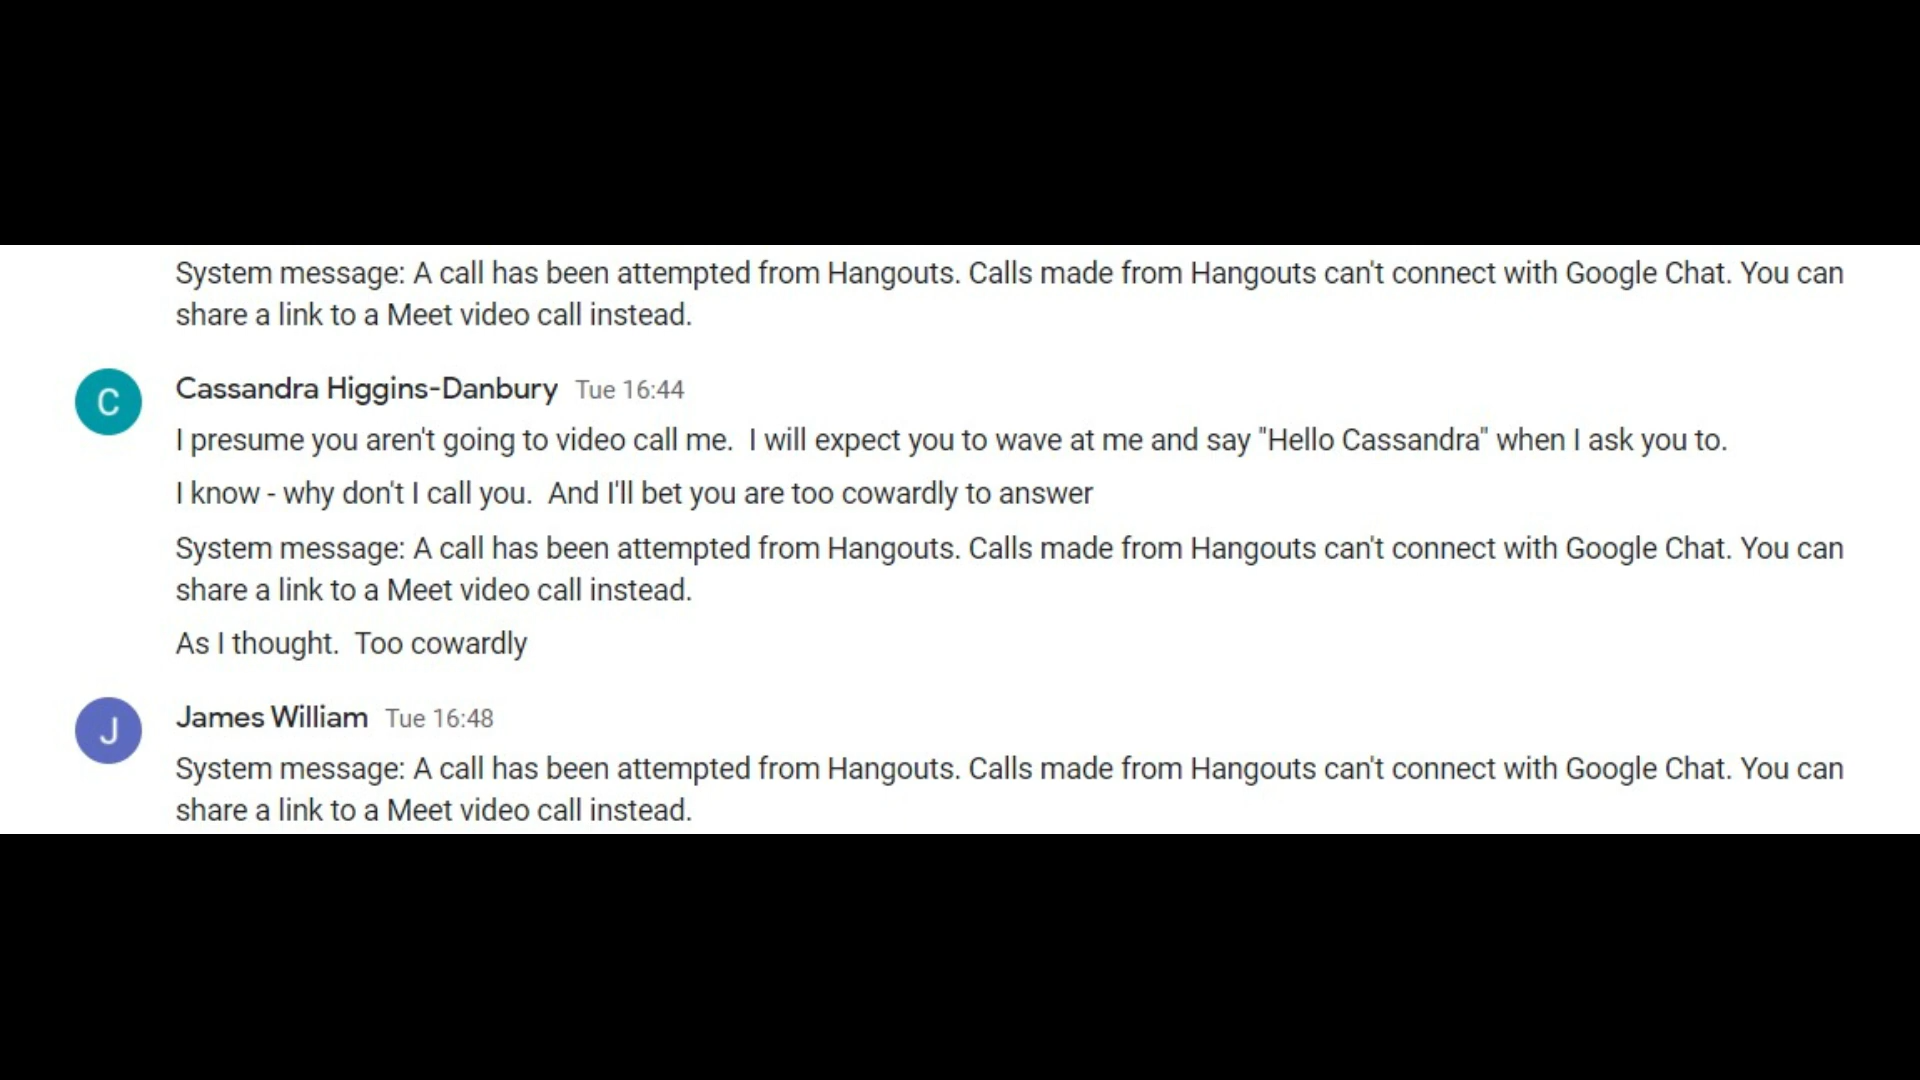 System message: A call has been attempted from Hangouts. Calls made from Hangouts can't connect with Google Chat. You can
share a link to a Meet video call instead.
C
Cassandra Higgins-Danbury Tue 16:44
I presume you aren't going to video call me.  I will expect you to wave at me and say "Hello Cassandra" when I ask you to.
I know - why don't I call you.  And I'll bet you are too cowardly to answer
System message: A call has been attempted from Hangouts. Calls made from Hangouts can't connect with Google Chat. You can
share a link to a Meet video call instead.
As I thought.  Too cowardly
J
James William Tue 16:48
System message: A call has been attempted from Hangouts. Calls made from Hangouts can't connect with Google Chat. You can
share a link to a Meet video call instead.